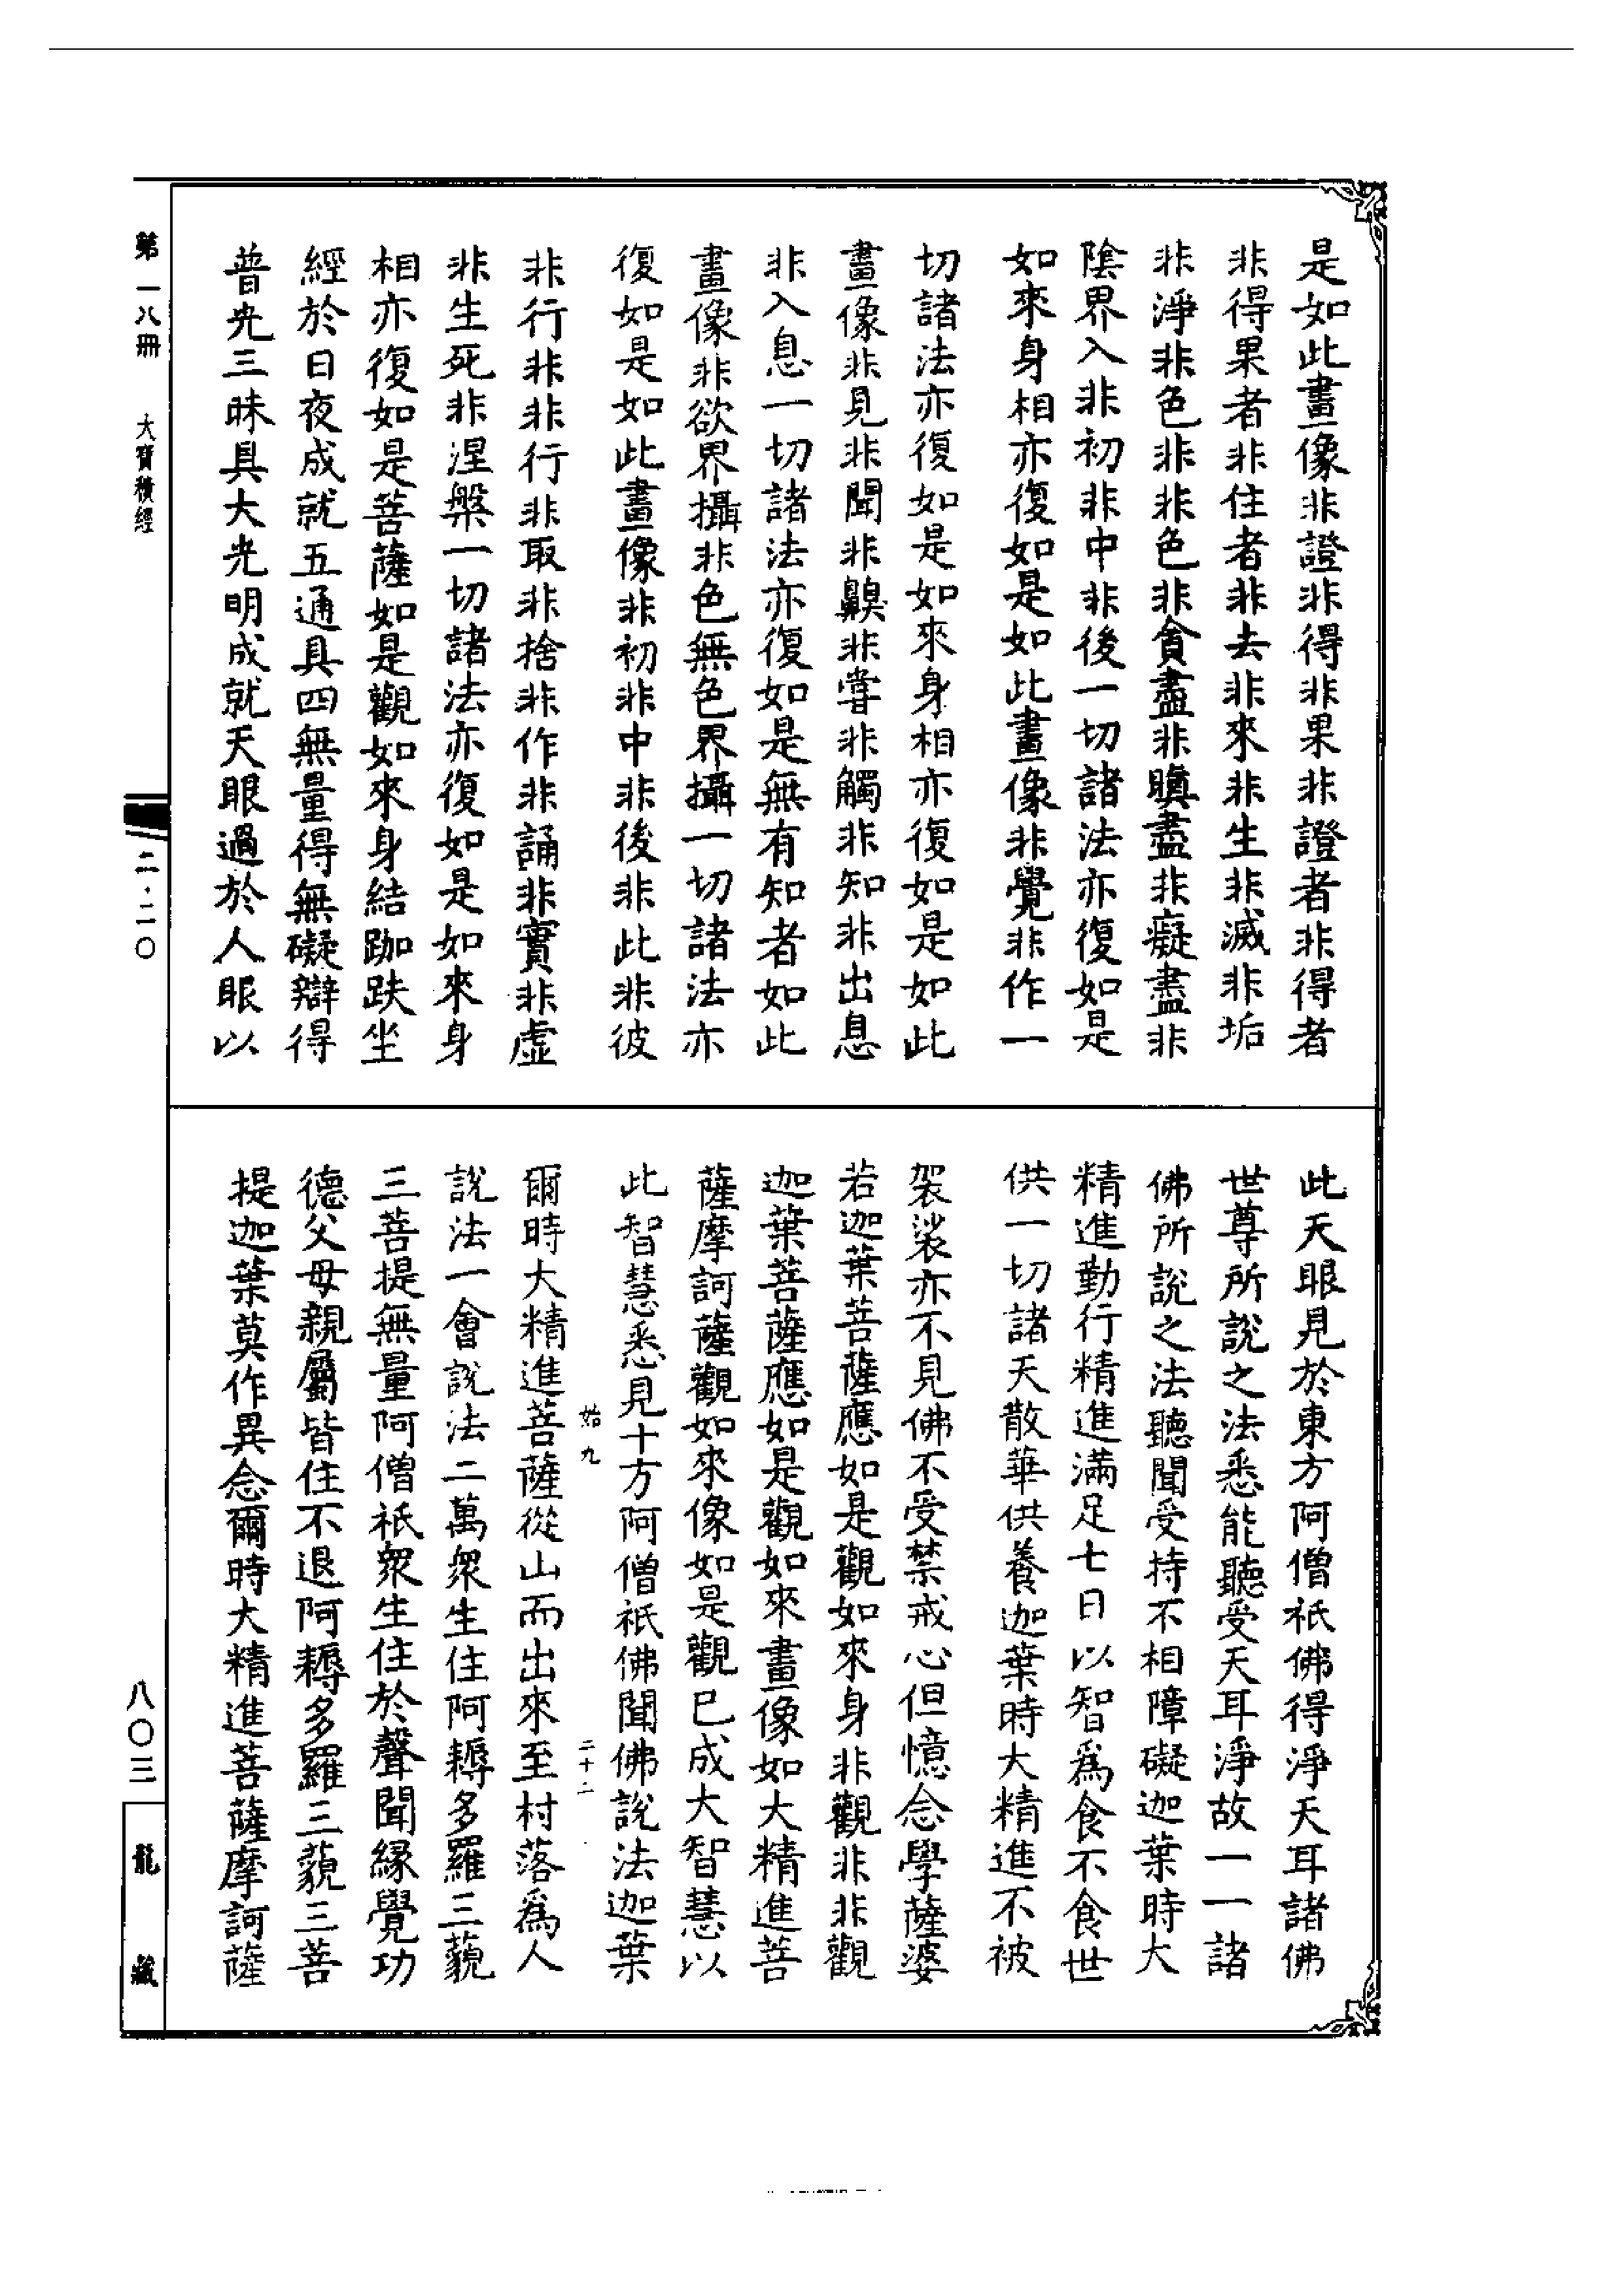 是如此畫像非證非得非果非證者非得者
非得果者非住者非去非來非生非滅非垢
非淨非色非非色非貪盡非瞋盡非癡盡非
陰界入非初非中非後一切諸法亦復如是
如來身相亦復如是如此畫像非覺非作一
切諸法亦復如是如來身相亦復如是如此
畫像非見非聞非齅非嘗非觸非知非出息
非入息一切諸法亦復如是無有知者如此
畫像非欲界攝非色無色界攝一切諸法亦
復如是如此畫像非初非中非後非此非彼
非行非非行非取非捨非作非誦非實非虛
非生死非涅槃一切諸法亦復如是如來身
相亦復如是菩薩如是觀如來身結跏趺坐
經於日夜成就五通具四無量得無礙辯得
普光三昧具大光明成就天眼過於人眼以
此天眼見於東方阿僧祇佛得淨天耳諸佛
世尊所說之法悉能聽受天耳淨故一一諸
佛所說之法聽聞受持不相障礙迦葉時大
精進勤行精進滿足七日以智爲食不食世
供一切諸天散華供養迦葉時大精進不被
袈裟亦不見佛不受禁戒心但憶念學薩婆
若迦葉菩薩應如是觀如來身非觀非非觀
迦葉菩薩應如是觀如來畫像如大精進菩
薩摩訶薩觀如來像如是觀已成大智慧以
此智慧悉見十方阿僧祇佛聞佛說法迦葉
始九
二十二
爾時大精進菩薩從山而出來至村落爲人
說法一會說法二萬衆生住阿耨多羅三藐
三菩提無量阿僧祇衆生住於聲聞緣覺功
德父母親屬皆住不退阿耨多羅三藐三菩
提迦葉莫作異念爾時大精進菩薩摩訶薩
第一八冊 大寶積經
二·二〇
八〇三
龍藏